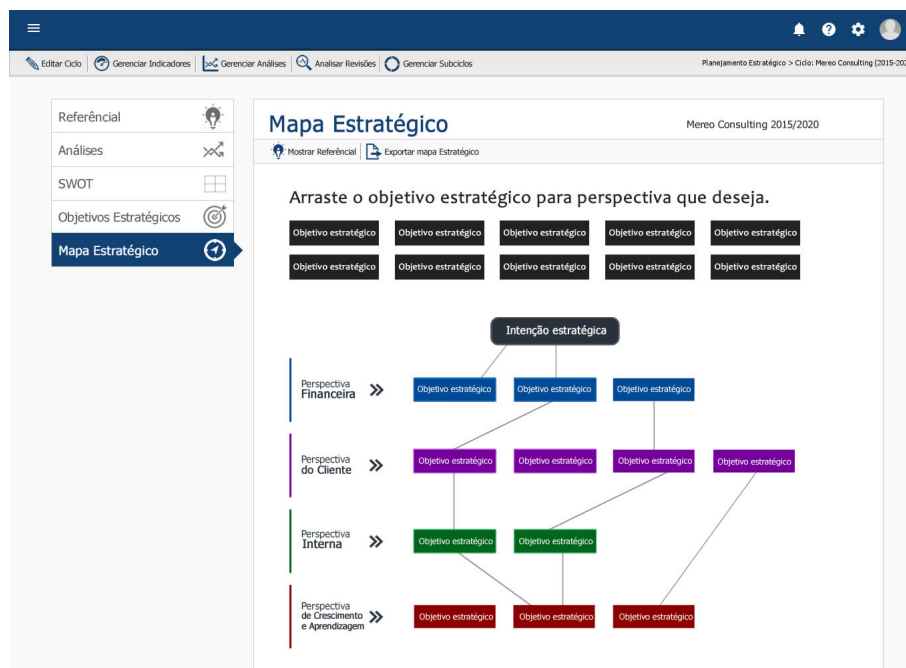 Editar Ciclo Gerenciar Indicadores Gerenciar Análises Analisar Revisões Gerenciar Subciclos Planejamento Estratégico > Ciclo: Mereo Consulting (2015-202
Referêncial
Análises
SWOT
Objetivos Estratégicos
Mapa Estratégico
Mapa Estratégico Mereo Consulting 2015/2020
Mostrar Referêncial Exportar mapa Estratégico
Arraste o objetivo estratégico para perspectiva que deseja.
Objetivo estratégico Objetivo estratégico Objetivo estratégico Objetivo estratégico Objetivo estratégico
Objetivo estratégico Objetivo estratégico Objetivo estratégico Objetivo estratégico Objetivo estratégico
Intenção estratégica
Perspectiva
Financeira
Objetivo estratégico Objetivo estratégico Objetivo estratégico
Perspectiva
do Cliente
Objetivo estratégico Objetivo estratégico Objetivo estratégico Objetivo estratégico
Perspectiva
Interna
Objetivo estratégico Objetivo estratégico
Perspectiva
de Crescimento
e Aprendizagem
Objetivo estratégico Objetivo estratégico Objetivo estratégico